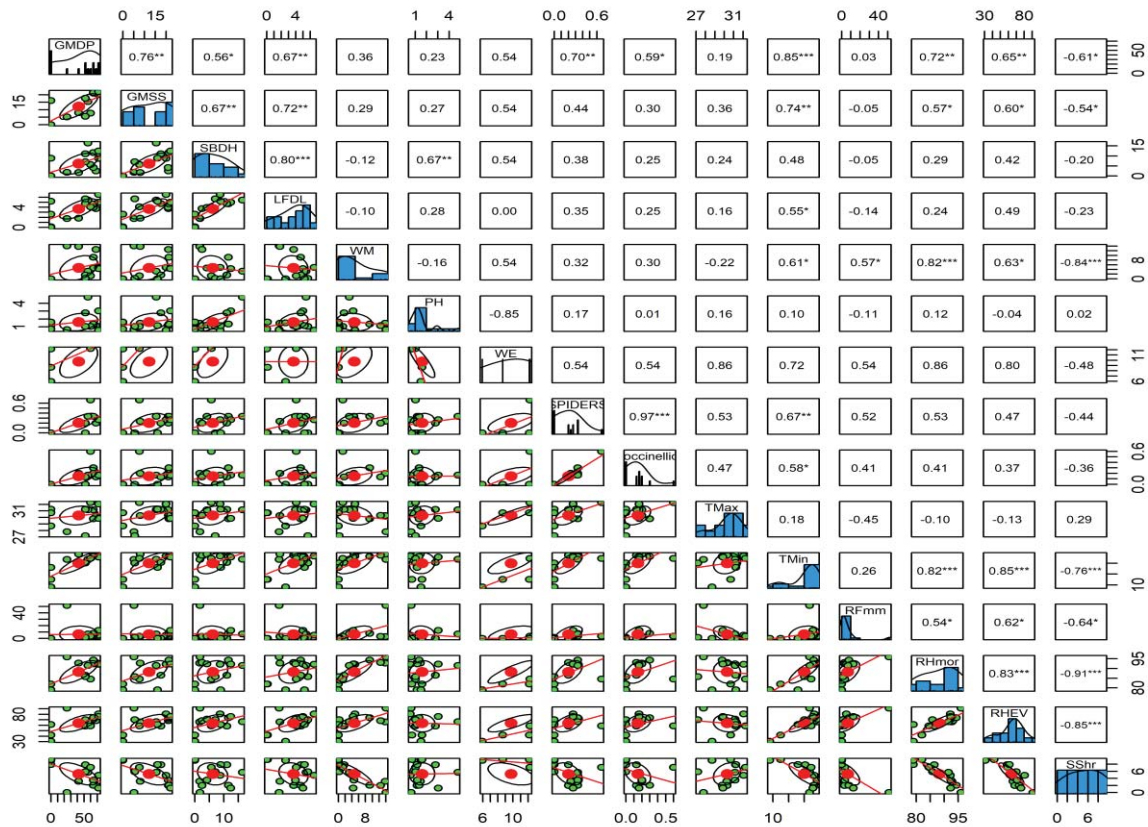 0 15 0 4 1 4 0.0 0.6 27 31 0 40 30 80
GMDP 0.76** 0.56* 0.67** 0.36 0.23 0.54 0.70** 0.59* 0.19 0.85*** 0.03 0.72** 0.65** -0.61* 0 50
0 15 GMSS 0.67** 0.72** 0.29 0.27 0.54 0.44 0.30 0.36 0.74** -0.05 0.57* 0.60* -0.54*
SBDH 0.80*** -0.12 0.67** 0.54 0.38 0.25 0.24 0.48 -0.05 0.29 0.42 -0.20 0 15
0 4 LFDL -0.10 0.28 0.00 0.35 0.25 0.16 0.55* -0.14 0.24 0.49 -0.23
WM -0.16 0.54 0.32 0.30 -0.22 0.61* 0.57* 0.82*** 0.63* -0.84*** 0 8
1 4 PH -0.85 0.17 0.01 0.16 0.10 -0.11 0.12 -0.04 0.02
WE 0.54 0.54 0.86 0.72 0.54 0.86 0.80 -0.48 6 11
0.0 0.6 SPIDERS 0.97*** 0.53 0.67** 0.52 0.53 0.47 -0.44
occinellid 0.47 0.58* 0.41 0.41 0.37 -0.36 0.0 0.6
27 31 TMax 0.18 -0.45 -0.10 -0.13 0.29
TMin 0.26 0.82*** 0.85*** -0.76*** 10
0 40 RFmm 0.54* 0.62* -0.64*
RHmor 0.83*** -0.91*** 80 95
30 80 RHEV -0.85***
SShr 0 6
0 50 0 10 0 8 6 10 0.0 0.6 10 80 95 0 6